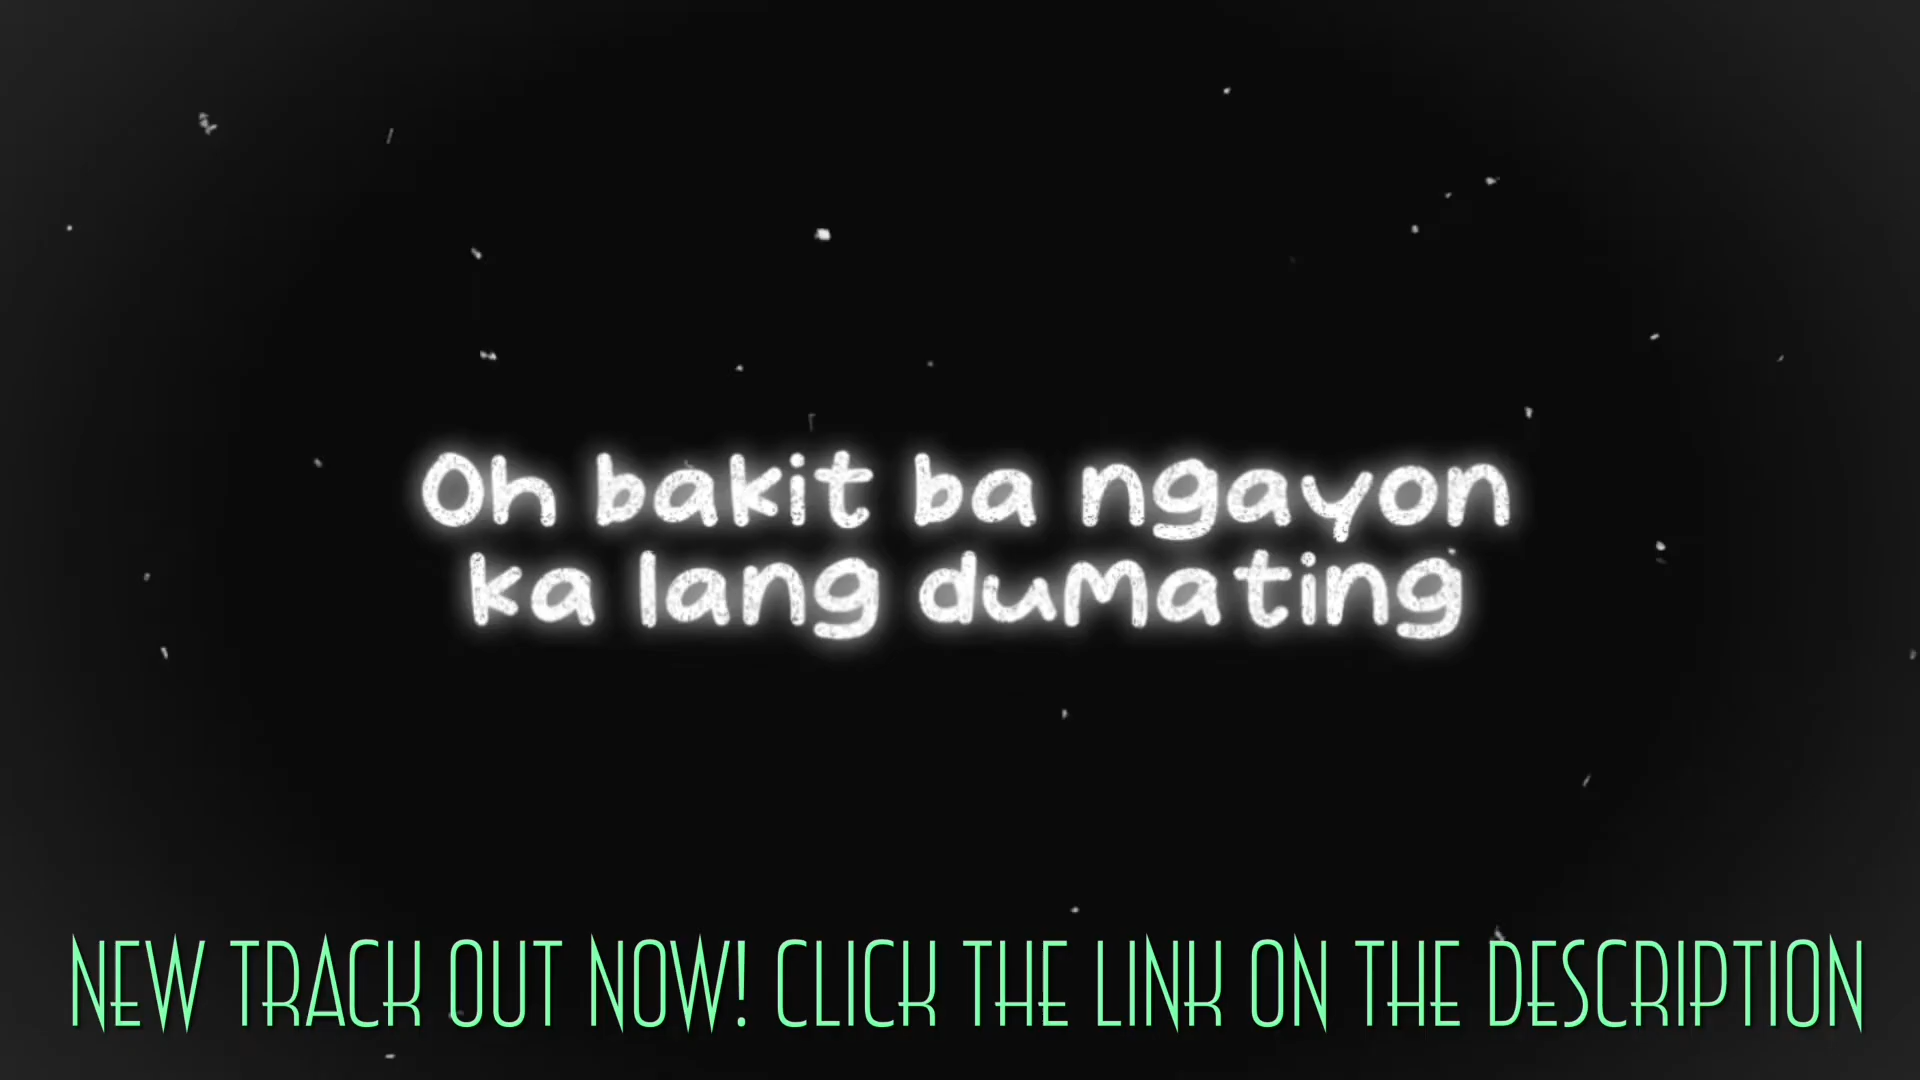 Oh bakit ba ngayon
ka lang duMating
NEW TRACK OUT NOW! CLICK THE LINK ON THE DESCRIPTION